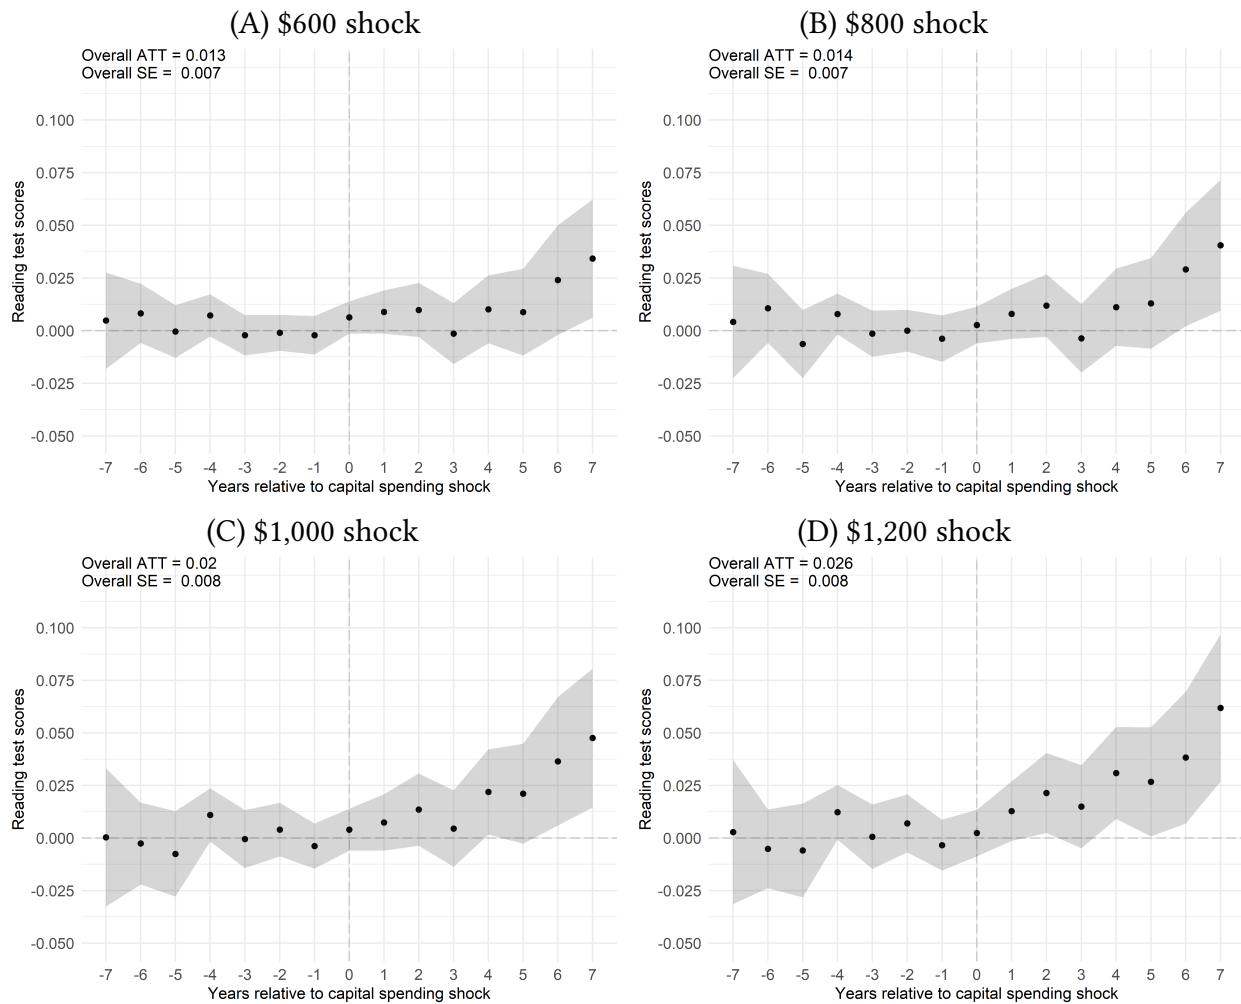 (A) $600 shock
Overall ATT = 0.013
Overall SE =  0.007
0.100
0.075
0.050
0.025
0.000
-0.025
-0.050
Reading test scores
-7 -6 -5 -4 -3 -2 -1 0 1 2 3 4 5 6 7
Years relative to capital spending shock
(B) $800 shock
Overall ATT = 0.014
Overall SE =  0.007
0.100
0.075
0.050
0.025
0.000
-0.025
-0.050
Reading test scores
-7 -6 -5 -4 -3 -2 -1 0 1 2 3 4 5 6 7
Years relative to capital spending shock
(C) $1,000 shock
Overall ATT = 0.02
Overall SE =  0.008
0.100
0.075
0.050
0.025
0.000
-0.025
-0.050
Reading test scores
-7 -6 -5 -4 -3 -2 -1 0 1 2 3 4 5 6 7
Years relative to capital spending shock
(D) $1,200 shock
Overall ATT = 0.026
Overall SE =  0.008
0.100
0.075
0.050
0.025
0.000
-0.025
-0.050
Reading test scores
-7 -6 -5 -4 -3 -2 -1 0 1 2 3 4 5 6 7
Years relative to capital spending shock